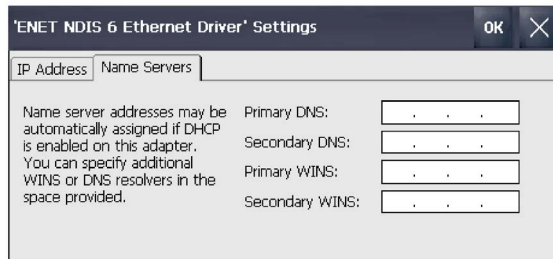 'ENET NDIS 6 Ethernet Driver' Settings
OK
IP Address
Name Servers
Name server addresses may be
automatically assigned if DHCP
is enabled on this adapter.
You can specify additional
WINS or DNS resolvers in the
space provided.
Primary DNS:
Secondary DNS:
Primary WINS:
Secondary WINS: